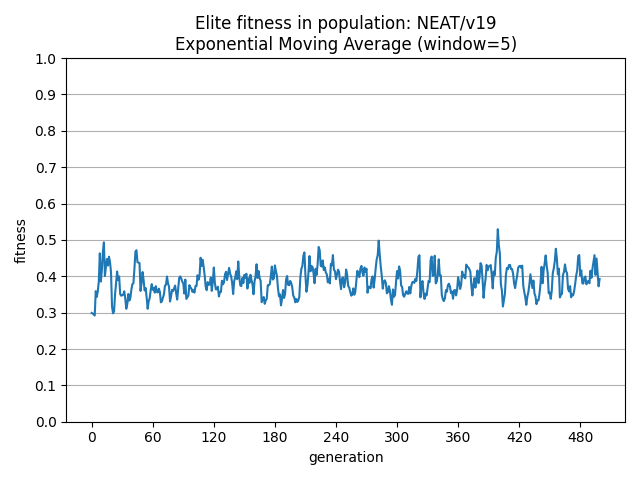 Elite fitness in population: NEAT/v19
Exponential Moving Average (window=5)
1.0
0.9
0.8
0.7
0.6
0.5
0.4
0.3
0.2
0.1
0.0
fitness
0 60 120 180 240 300 360 420 480
generation